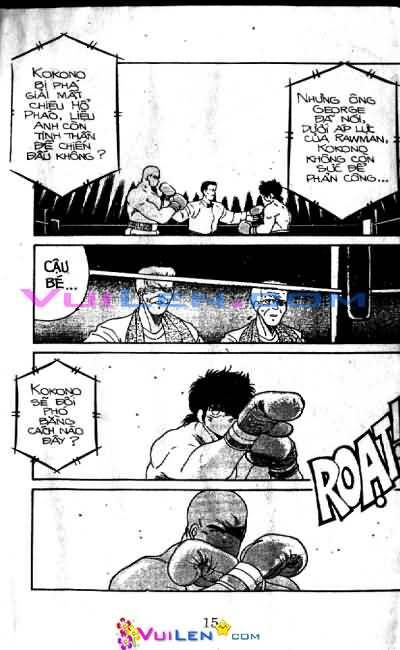 NHƯNG ÔNG
GEORGE
ĐÃ NÓI,
DƯỚI ÁP LỰC
CỦA RAWMAN,
KOKONO
KHÔNG CÒN
SỨC ĐỂ
PHẢN CÔNG...
KOKONO
BỊ PHÁ
GIẢI MẬT
CHIÊU HỔ
PHÁO, LIỆU
ANH CÒN
TINH THẦN
ĐỂ CHIẾN
ĐẤU KHÔNG?
CẬU
BÉ...
VUILEN.COM
KOKONO
SẼ ĐỐI
PHÓ
BẰNG
CÁCH NÀO
ĐÂY?
ROẠT!
15
VUILEN.COM